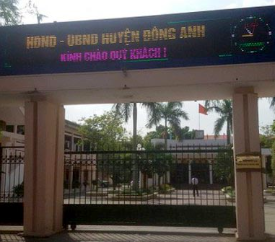 HĐND - UBND HUYỆN ĐÔNG ANH
KÍNH CHÀO QUÝ KHÁCH !